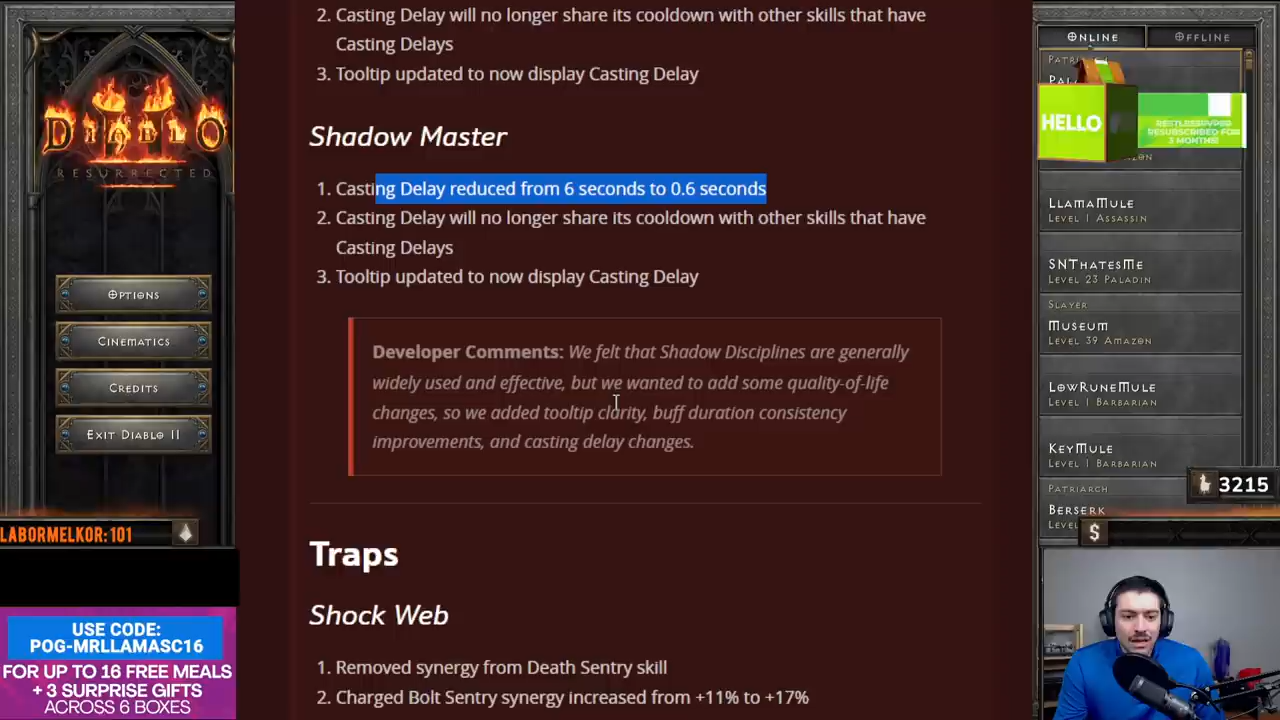 2. Casting Delay will no longer share its cooldown with other skills that have
Casting Delays
3. Tooltip updated to now display Casting Delay
Shadow Master
1. Casting Delay reduced from 6 seconds to 0.6 seconds
2. Casting Delay will no longer share its cooldown with other skills that have
Casting Delays
3. Tooltip updated to now display Casting Delay
Developer Comments: We felt that Shadow Disciplines are generally
widely used and effective, but we wanted to add some quality-of-life
changes, so we added tooltip clarity, buff duration consistency
improvements, and casting delay changes.
Traps
Shock Web
1. Removed synergy from Death Sentry skill
2. Charged Bolt Sentry synergy increased from +11% to +17%
DIABLO II
RESURRECTED
Options
Cinematics
Credits
Exit Diablo II
LABORMELKOR: 101
USE CODE:
POG-MRLLAMASC16
FOR UP TO 16 FREE MEALS
+ 3 SURPRISE GIFTS
ACROSS 6 BOXES
Online
Offline
HELLO
RESUBSCRIBED FOR
3 MONTHS!
LlamaMule
Level 1 Assassin
SNThatesMe
Level 23 Paladin
Slayer
Museum
Level 39 Amazon
LowRuneMule
Level 1 Barbarian
KeyMule
Level 1 Barbarian
Patriarch
Berserk
3215
$